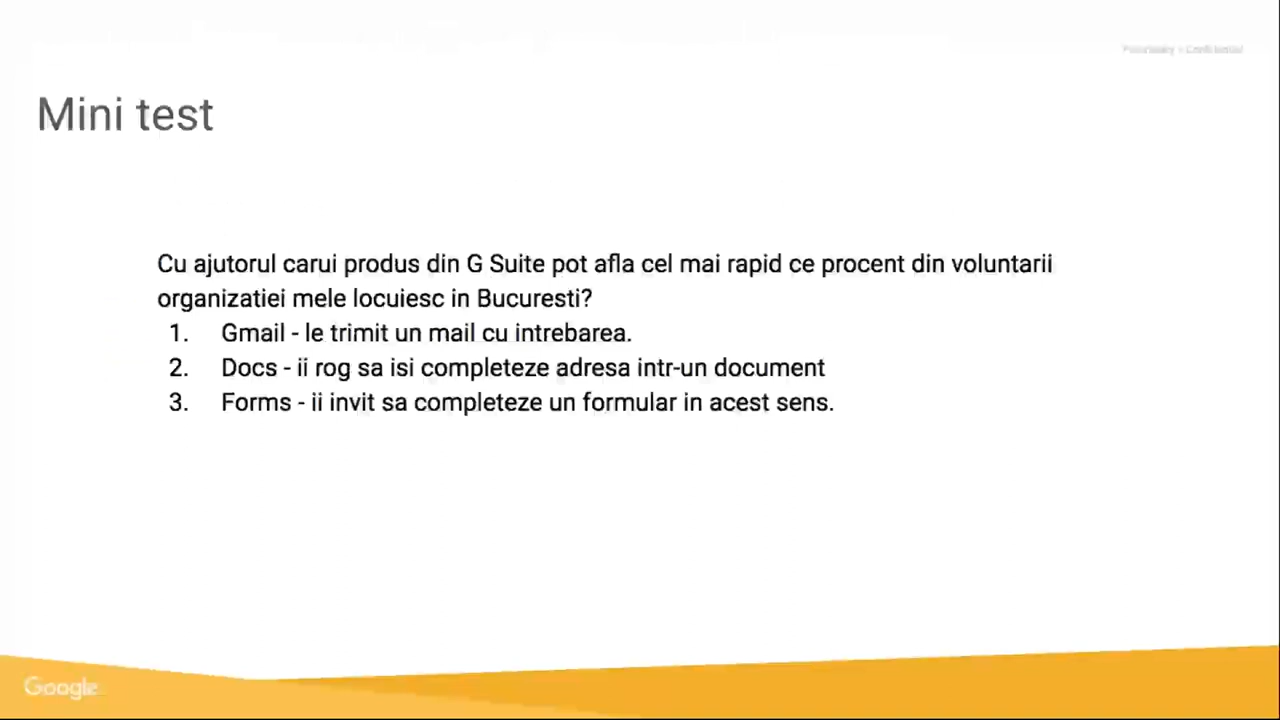 Mini test
Cu ajutorul carui produs din G Suite pot afla cel mai rapid ce procent din voluntarii
organizatiei mele locuiesc in Bucuresti?
1. Gmail - le trimit un mail cu intrebarea.
2. Docs - ii rog sa isi completeze adresa intr-un document
3. Forms - ii invit sa completeze un formular in acest sens.
Google